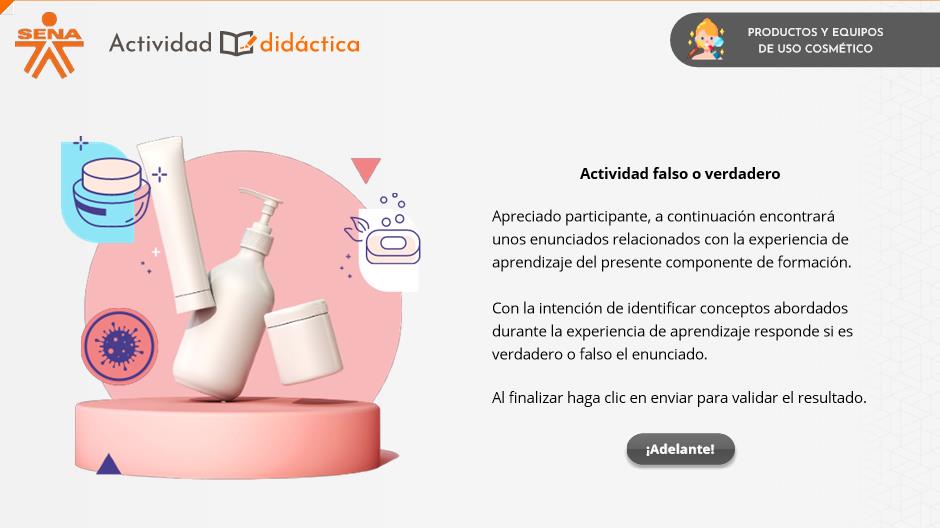 SENA
Actividad didáctica
PRODUCTOS Y EQUIPOS
DE USO COSMÉTICO
Actividad falso o verdadero
Apreciado participante, a continuación encontrará
unos enunciados relacionados con la experiencia de
aprendizaje del presente componente de formación.
Con la intención de identificar conceptos abordados
durante la experiencia de aprendizaje responde si es
verdadero o falso el enunciado.
Al finalizar haga clic en enviar para validar el resultado.
¡Adelante!